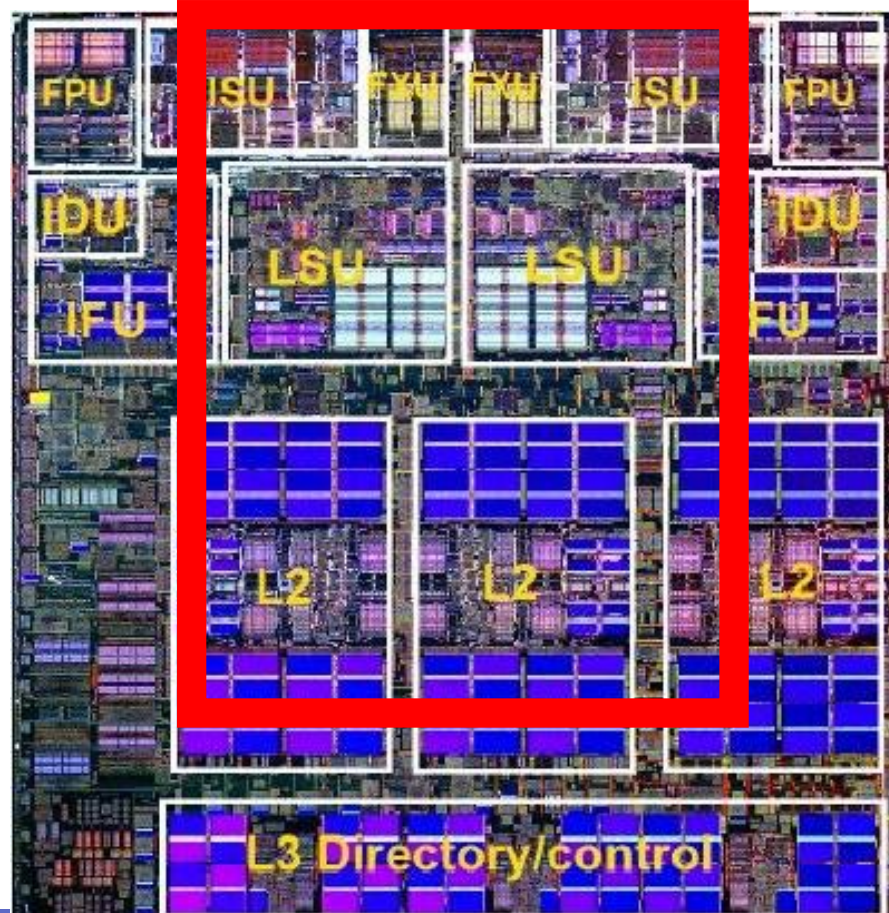 FPU ISU FXU FXU ISU FPU
IDU LSU LSU IDU
IFU FU
L2 L2 L2
L3 Directory/control